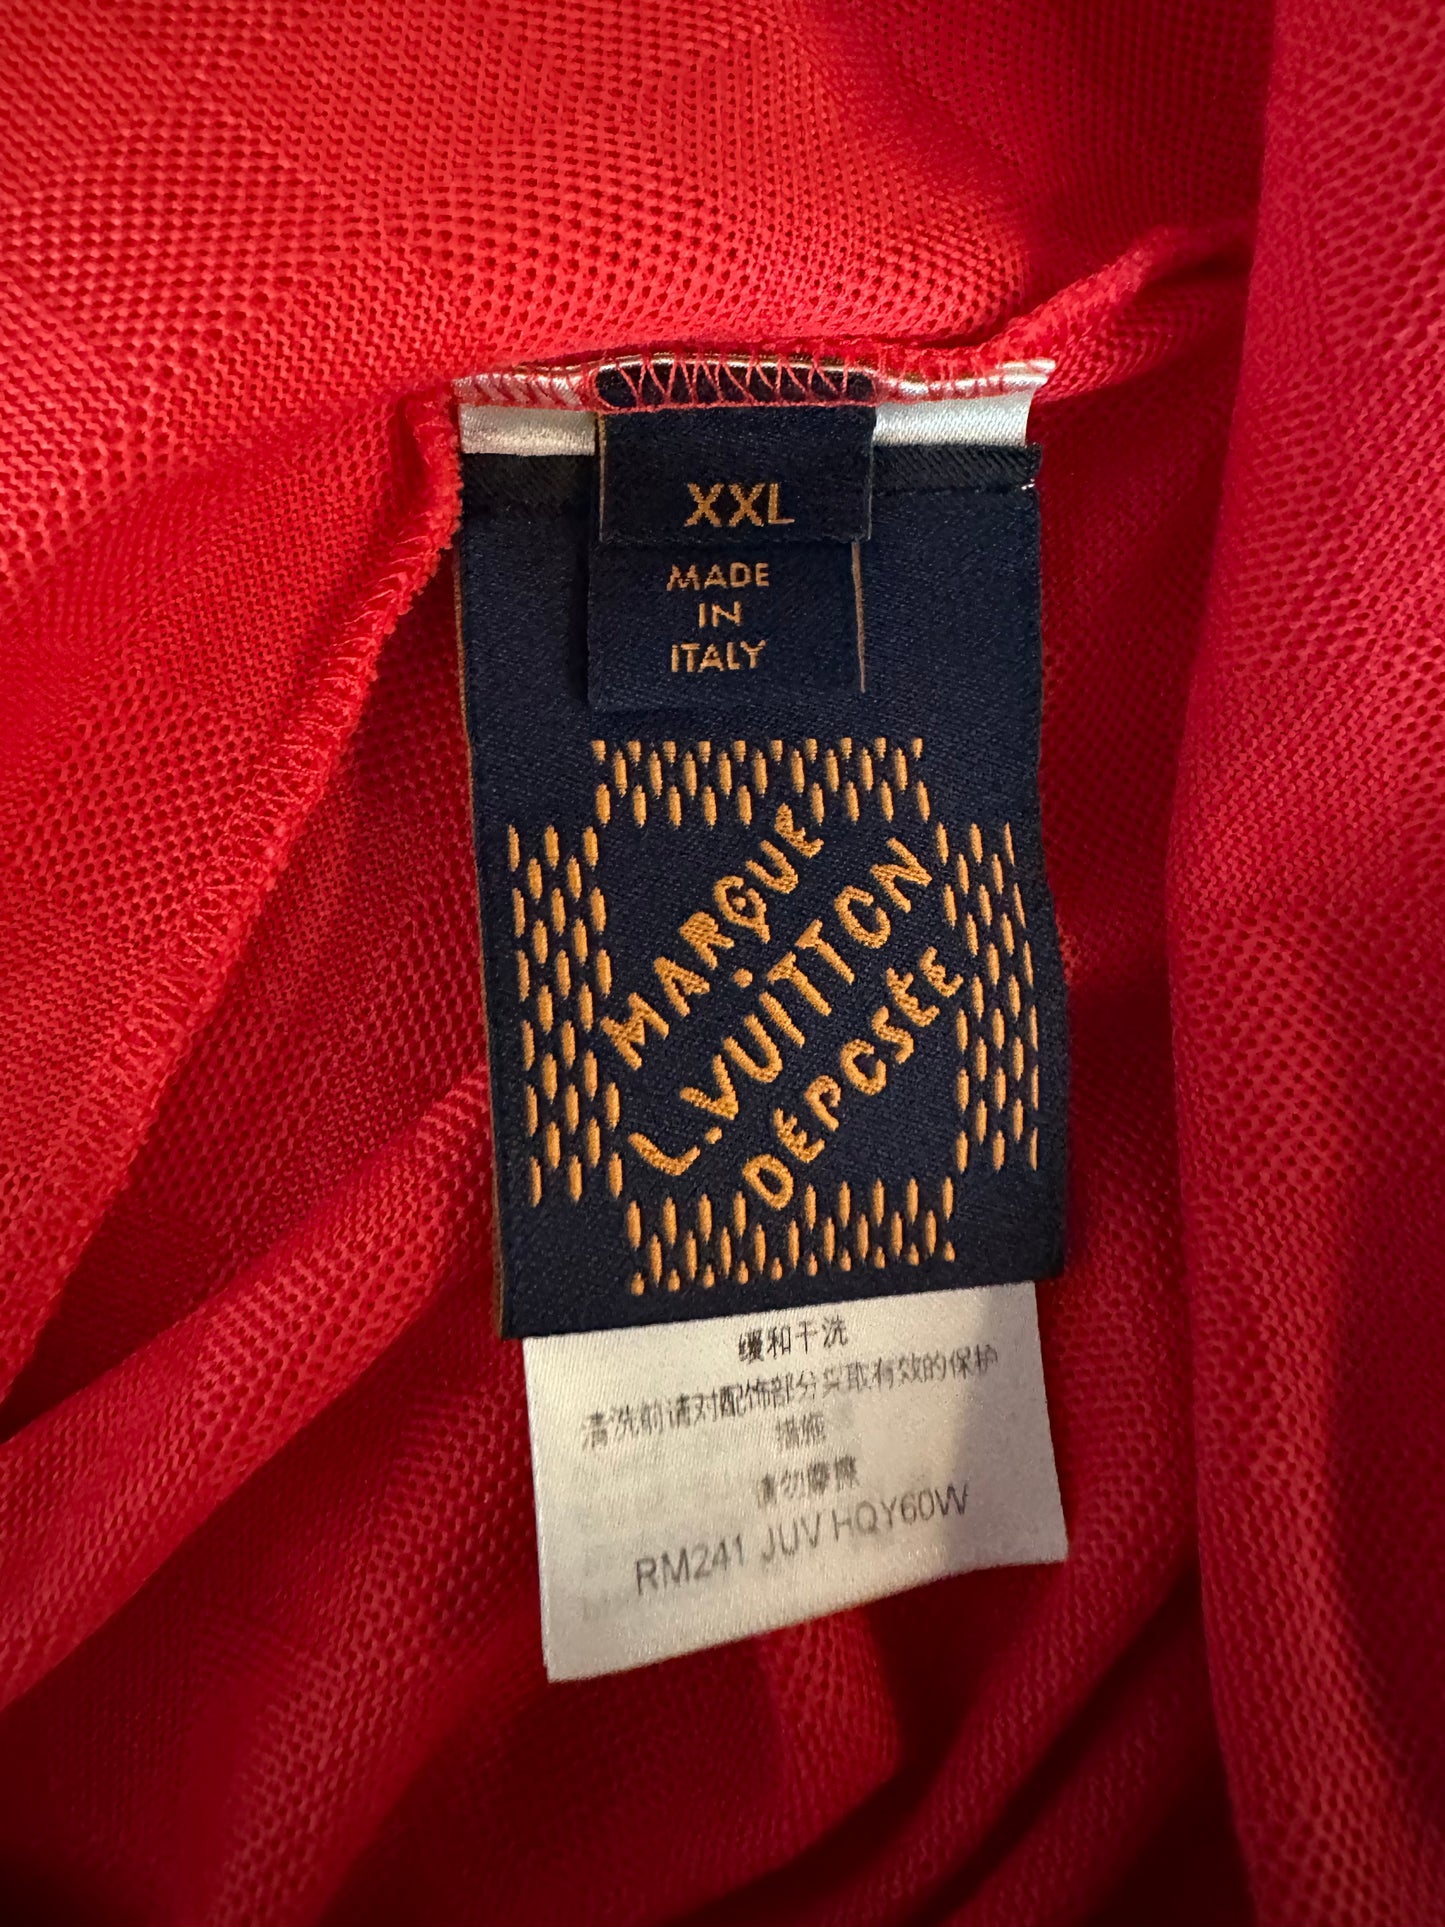 XXL
MADE
IN
ITALY
MARQUE
L.VUITTON
DÉPOSÉE
缓和干洗
清洗前请对配饰部分采取有效的保护
措施
请勿摩擦
RM241 JUV HQY60W